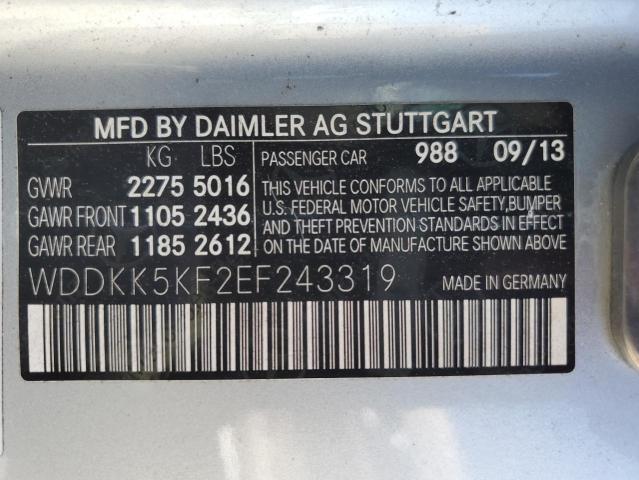 MFD BY DAIMLER AG STUTTGART
KG LBS
PASSENGER CAR 988 09/13
GVWR 2275 5016
GAWR FRONT 1105 2436
GAWR REAR 1185 2612
THIS VEHICLE CONFORMS TO ALL APPLICABLE
U.S. FEDERAL MOTOR VEHICLE SAFETY, BUMPER
AND THEFT PREVENTION STANDARDS IN EFFECT
ON THE DATE OF MANUFACTURE SHOWN ABOVE.
WDDKK5KF2EF243319
MADE IN GERMANY